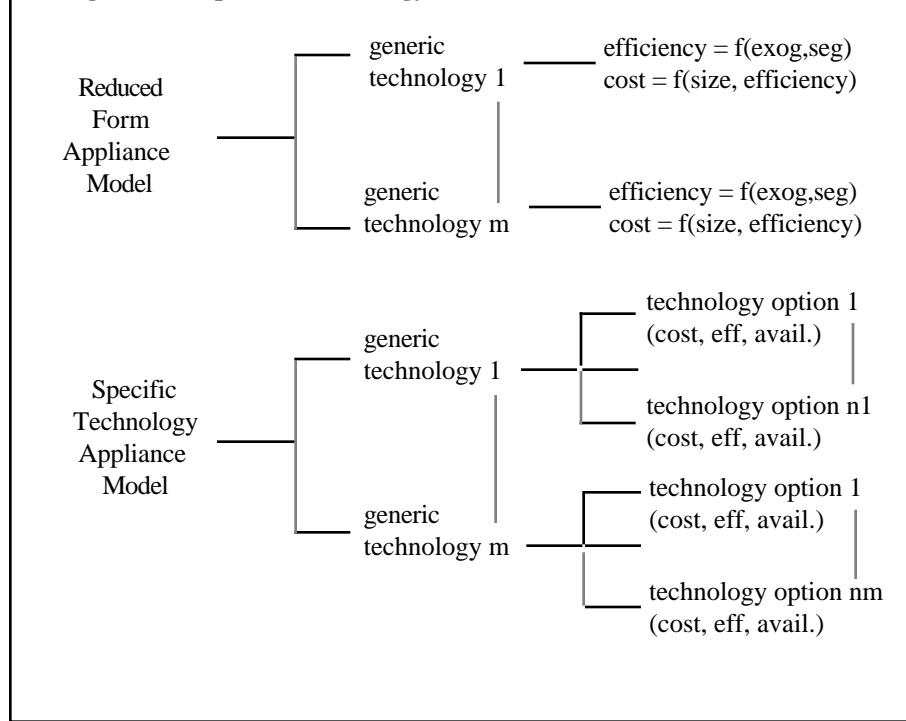 generic
technology 1
efficiency = f(exog,seg)
cost = f(size, efficiency)
Reduced
Form
Appliance
Model
generic
technology m
efficiency = f(exog,seg)
cost = f(size, efficiency)
technology option 1
(cost, eff, avail.)
generic
technology 1
technology option n1
(cost, eff, avail.)
Specific
Technology
Appliance
Model
technology option 1
(cost, eff, avail.)
generic
technology m
technology option nm
(cost, eff, avail.)